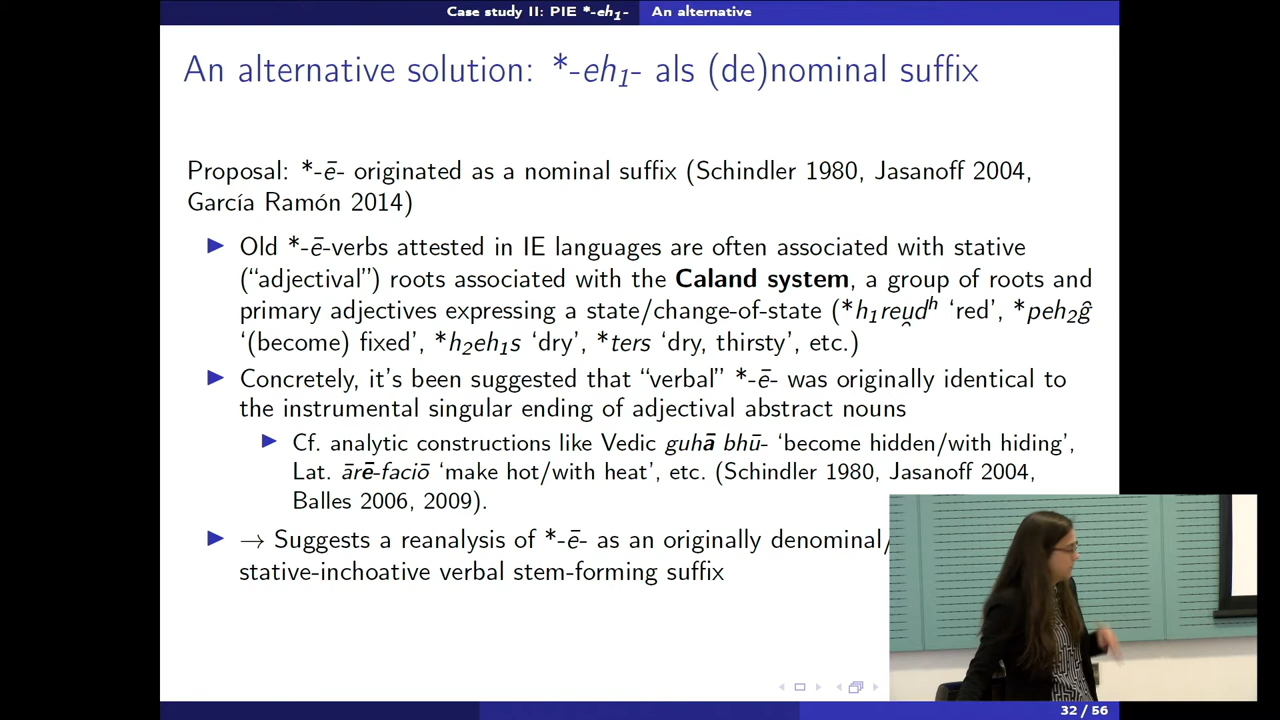 Case study II: PIE *-eh₁- An alternative
An alternative solution: *-eh₁- als (de)nominal suffix
Proposal: *-ē- originated as a nominal suffix (Schindler 1980, Jasanoff 2004,
García Ramón 2014)
Old *-ē-verbs attested in IE languages are often associated with stative
(“adjectival”) roots associated with the Caland system, a group of roots and
primary adjectives expressing a state/change-of-state (*h₁reu̯dʰ ‘red’, *peh₂ĝ
‘(become) fixed’, *h₂eh₁s ‘dry’, *ters ‘dry, thirsty’, etc.)
Concretely, it’s been suggested that “verbal” *-ē- was originally identical to
the instrumental singular ending of adjectival abstract nouns
Cf. analytic constructions like Vedic guhā bhū- ‘become hidden/with hiding’,
Lat. ārē-faciō ‘make hot/with heat’, etc. (Schindler 1980, Jasanoff 2004,
Balles 2006, 2009).
→ Suggests a reanalysis of *-ē- as an originally denominal/
stative-inchoative verbal stem-forming suffix
32 / 56